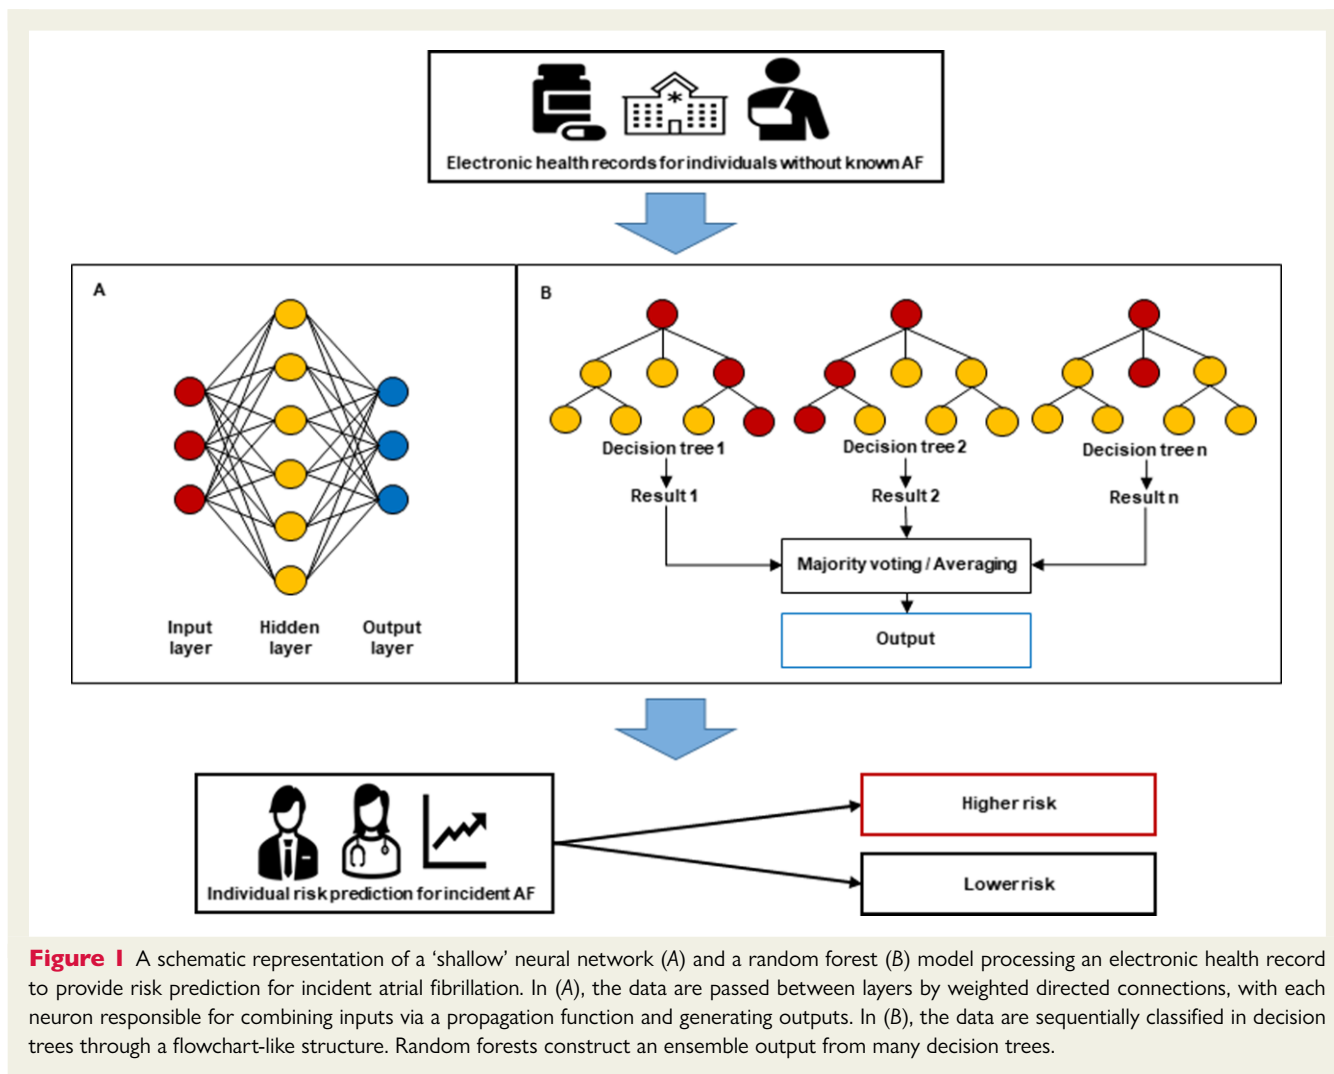 Electronic health records for individuals without known AF
A
B
Decision tree 1
Decision tree 2
Decision tree n
Result 1
Result 2
Result n
Majority voting / Averaging
Output
Input
layer
Hidden
layer
Output
layer
Individual risk prediction for incident AF
Higher risk
Lower risk
Figure 1 A schematic representation of a ‘shallow’ neural network (A) and a random forest (B) model processing an electronic health record
to provide risk prediction for incident atrial fibrillation. In (A), the data are passed between layers by weighted directed connections, with each
neuron responsible for combining inputs via a propagation function and generating outputs. In (B), the data are sequentially classified in decision
trees through a flowchart-like structure. Random forests construct an ensemble output from many decision trees.